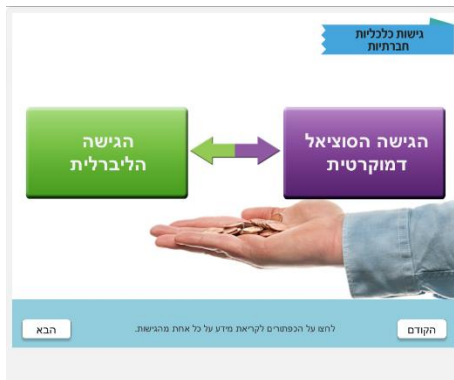 גישות כלכליות
חברתיות
הגישה הסוציאל
דמוקרטית
הגישה
הליברלית
לחצו על הכפתורים לקריאת מידע על כל אחת מהגישות.
הקודם
הבא